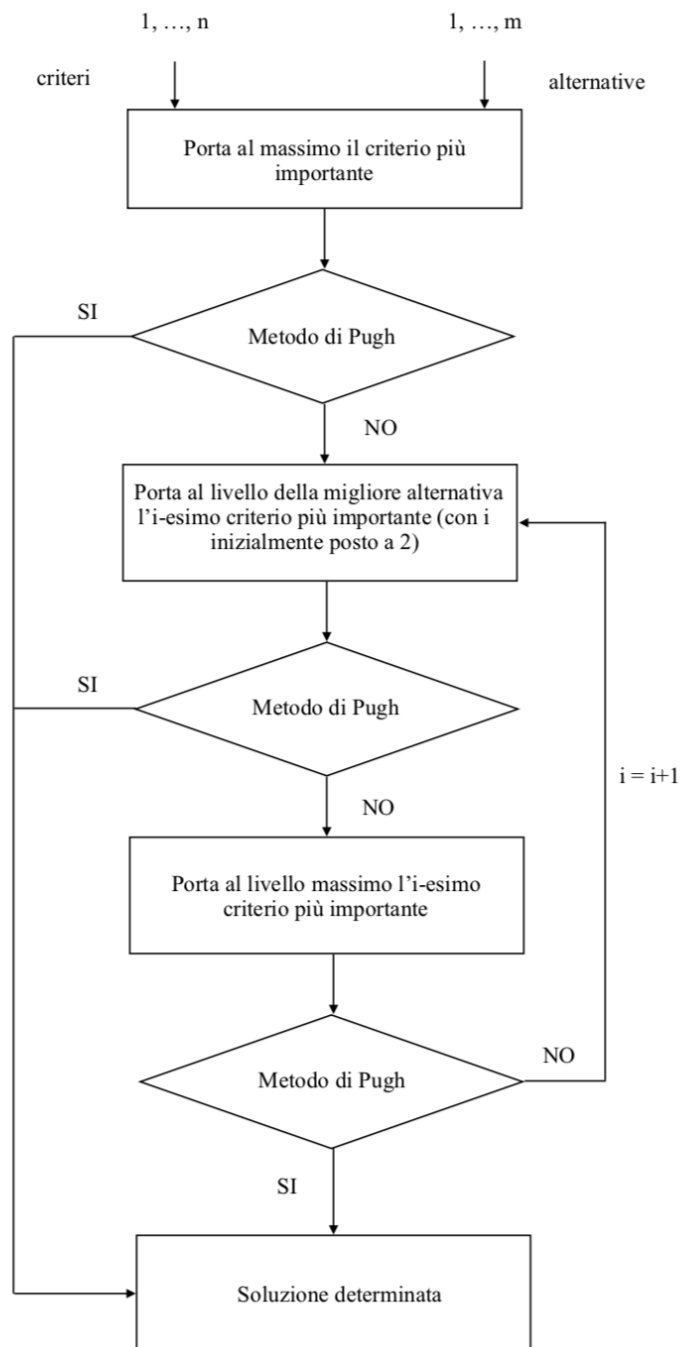 1, …, n
1, …, m
criteri
alternative
Porta al massimo il criterio più
importante
SI
Metodo di Pugh
NO
Porta al livello della migliore alternativa
l’i-esimo criterio più importante (con i
inizialmente posto a 2)
SI
Metodo di Pugh
i = i+1
NO
Porta al livello massimo l’i-esimo
criterio più importante
NO
Metodo di Pugh
SI
Soluzione determinata